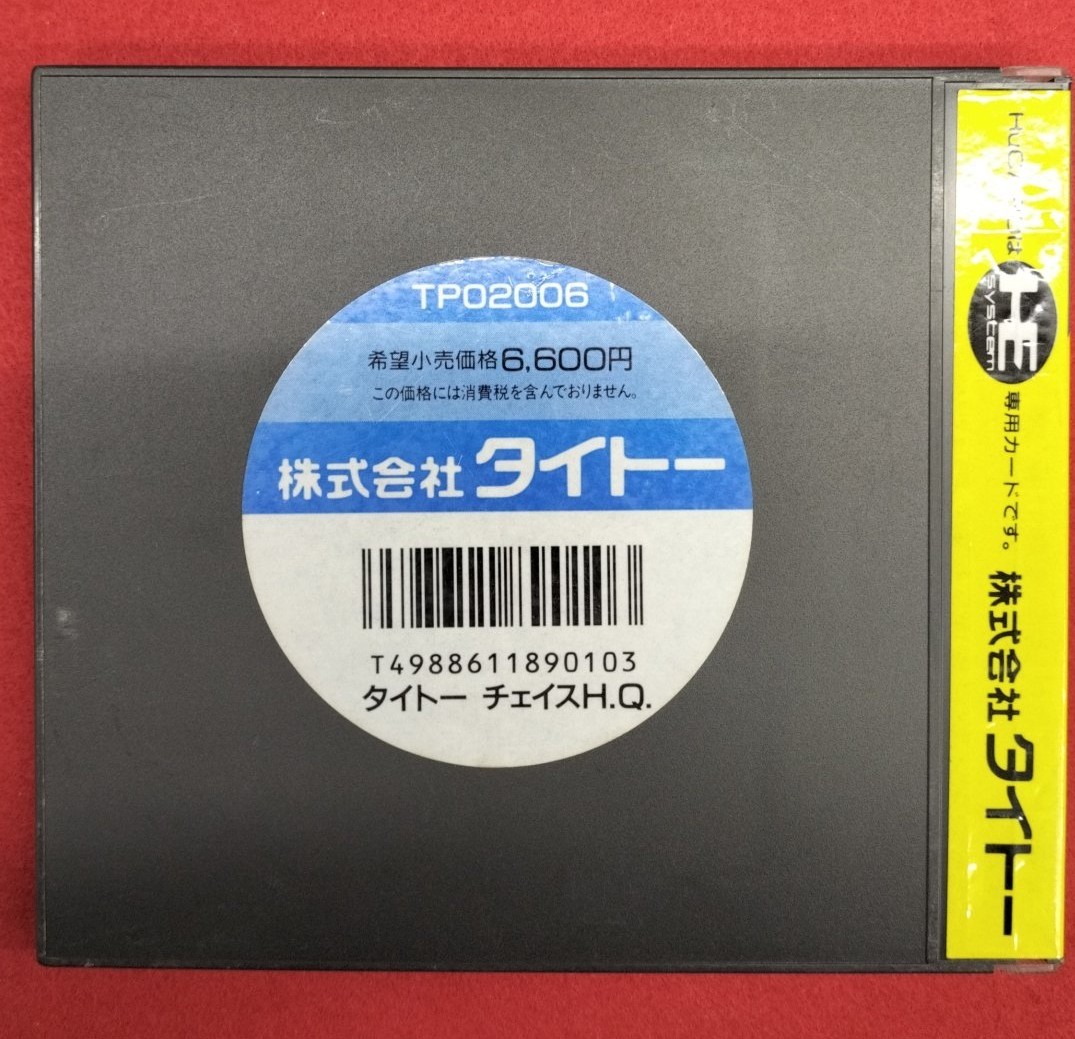 TP02006
希望小売価格6,600円
この価格には消費税を含んでおりません。
株式会社 タイトー
T4988611890103
タイトー チェイスH.Q.
は HE SYSTEM 専用カードです。 株式会社 タイトー